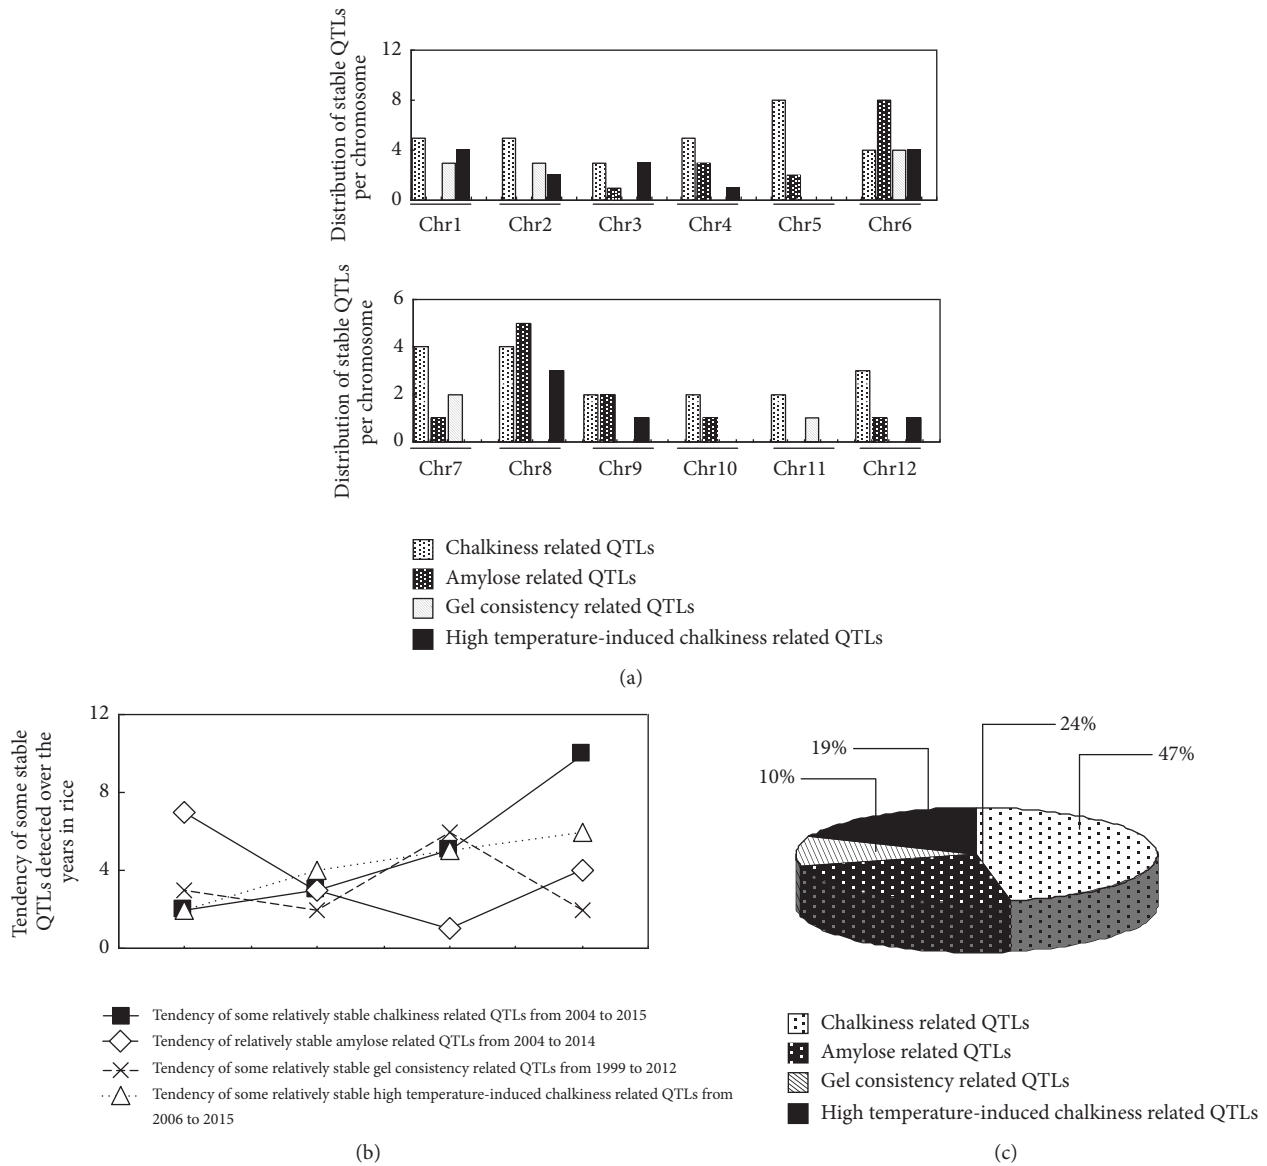 Distribution of stable QTLs
per chromosome
12
8
4
0
Chr1 Chr2 Chr3 Chr4 Chr5 Chr6
Distribution of stable QTLs
per chromosome
6
4
2
0
Chr7 Chr8 Chr9 Chr10 Chr11 Chr12
Chalkiness related QTLs
Amylose related QTLs
Gel consistency related QTLs
High temperature-induced chalkiness related QTLs
(a)
Tendency of some stable
QTLs detected over the
years in rice
12
8
4
0
Tendency of some relatively stable chalkiness related QTLs from 2004 to 2015
Tendency of relatively stable amylose related QTLs from 2004 to 2014
Tendency of some relatively stable gel consistency related QTLs from 1999 to 2012
Tendency of some relatively stable high temperature-induced chalkiness related QTLs from
2006 to 2015
(b)
24%
19%
47%
10%
Chalkiness related QTLs
Amylose related QTLs
Gel consistency related QTLs
High temperature-induced chalkiness related QTLs
(c)